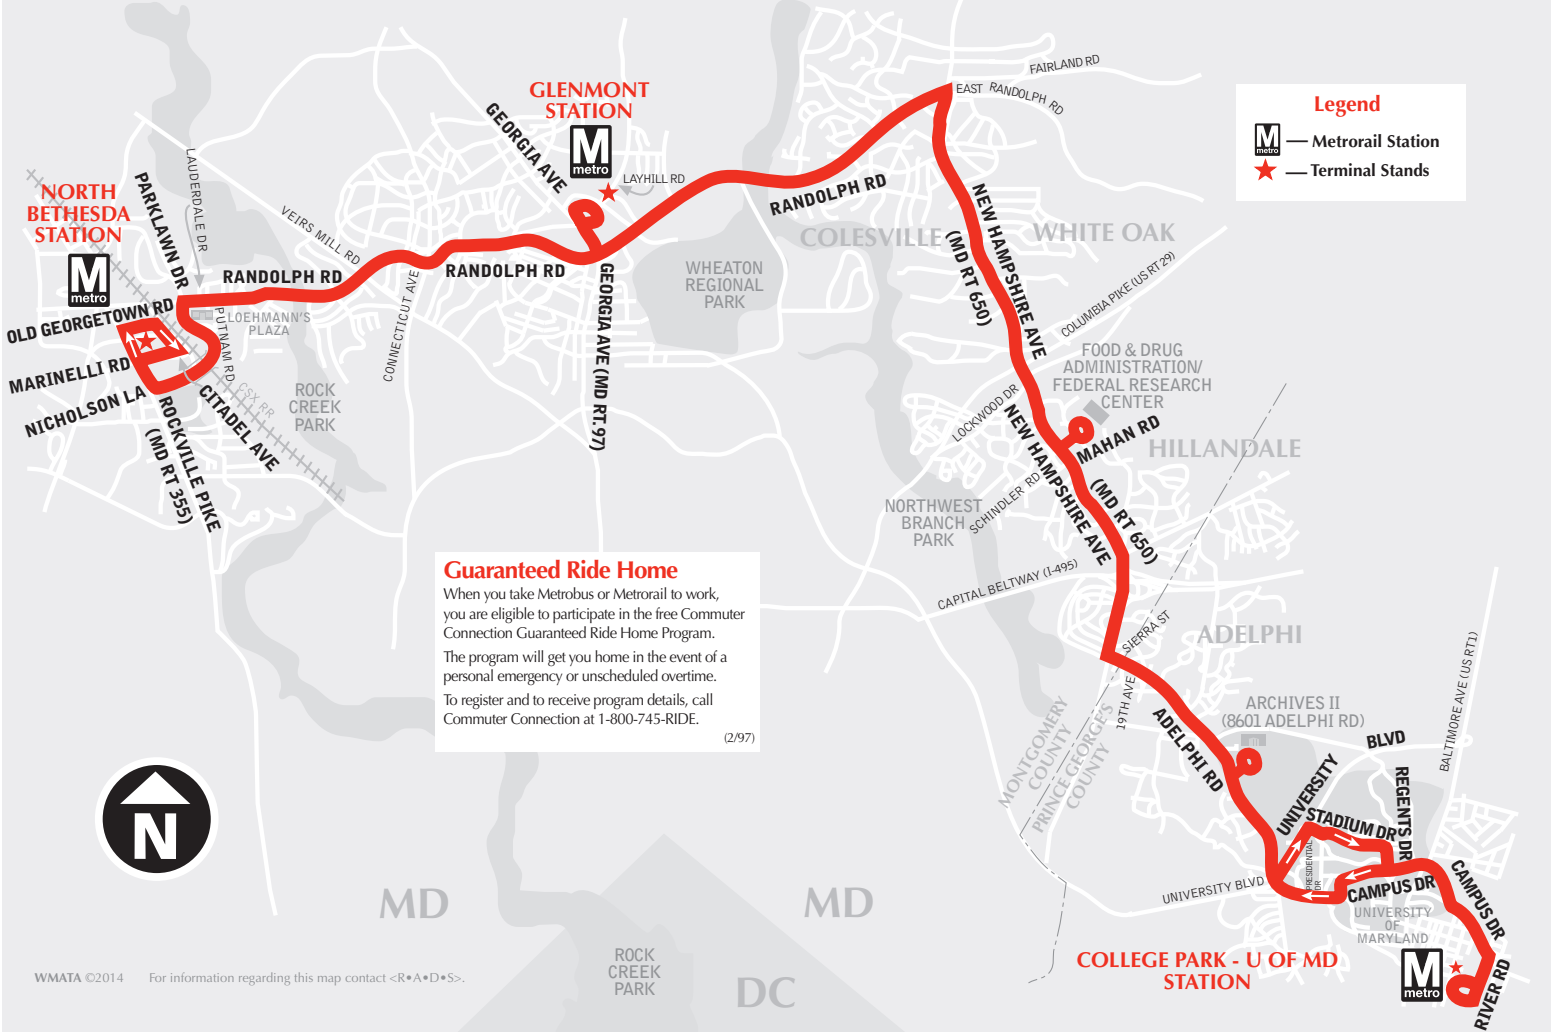 GLENMONT
STATION
M
metro
LAYHILL RD
GEORGIA AVE
FAIRLAND RD
EAST RANDOLPH RD
Legend
M
metro
— Metrorail Station
— Terminal Stands
NORTH
BETHESDA
STATION
M
metro
PARKLAWN DR
LAUDERDALE DR
VEIRS MILL RD
RANDOLPH RD
RANDOLPH RD
RANDOLPH RD
COLESVILLE
WHITE OAK
NEW HAMPSHIRE AVE
(MD RT 650)
COLUMBIA PIKE (US RT 29)
WHEATON
REGIONAL
PARK
OLD GEORGETOWN RD
MARINELLI RD
NICHOLSON LA
PUTNAM RD
LOEHMANN'S
PLAZA
CSX RR
CITADEL AVE
ROCKVILLE PIKE
(MD RT 355)
ROCK
CREEK
PARK
CONNECTICUT AVE
GEORGIA AVE (MD RT. 97)
FOOD & DRUG
ADMINISTRATION/
FEDERAL RESEARCH
CENTER
LOCKWOOD DR
MAHAN RD
HILLANDALE
NEW HAMPSHIRE AVE
(MD RT 650)
SCHINDLER RD
NORTHWEST
BRANCH
PARK
CAPITAL BELTWAY (I-495)
Guaranteed Ride Home
When you take Metrobus or Metrorail to work,
you are eligible to participate in the free Commuter
Connection Guaranteed Ride Home Program.
The program will get you home in the event of a
personal emergency or unscheduled overtime.
To register and to receive program details, call
Commuter Connection at 1-800-745-RIDE.
(2/97)
SIERRA ST
ADELPHI
19TH AVE
MONTGOMERY
COUNTY
PRINCE GEORGE'S
COUNTY
ADELPHI RD
ARCHIVES II
(8601 ADELPHI RD)
BALTIMORE AVE (US RT1)
UNIVERSITY
BLVD
REGENTS DR
STADIUM DR
PRESIDENTIAL
DR
UNIVERSITY BLVD
CAMPUS DR
CAMPUS DR
UNIVERSITY
OF
MARYLAND
N
MD
MD
DC
ROCK
CREEK
PARK
COLLEGE PARK - U OF MD
STATION
M
metro
RIVER RD
WMATA ©2014 For information regarding this map contact <R•A•D•S>.